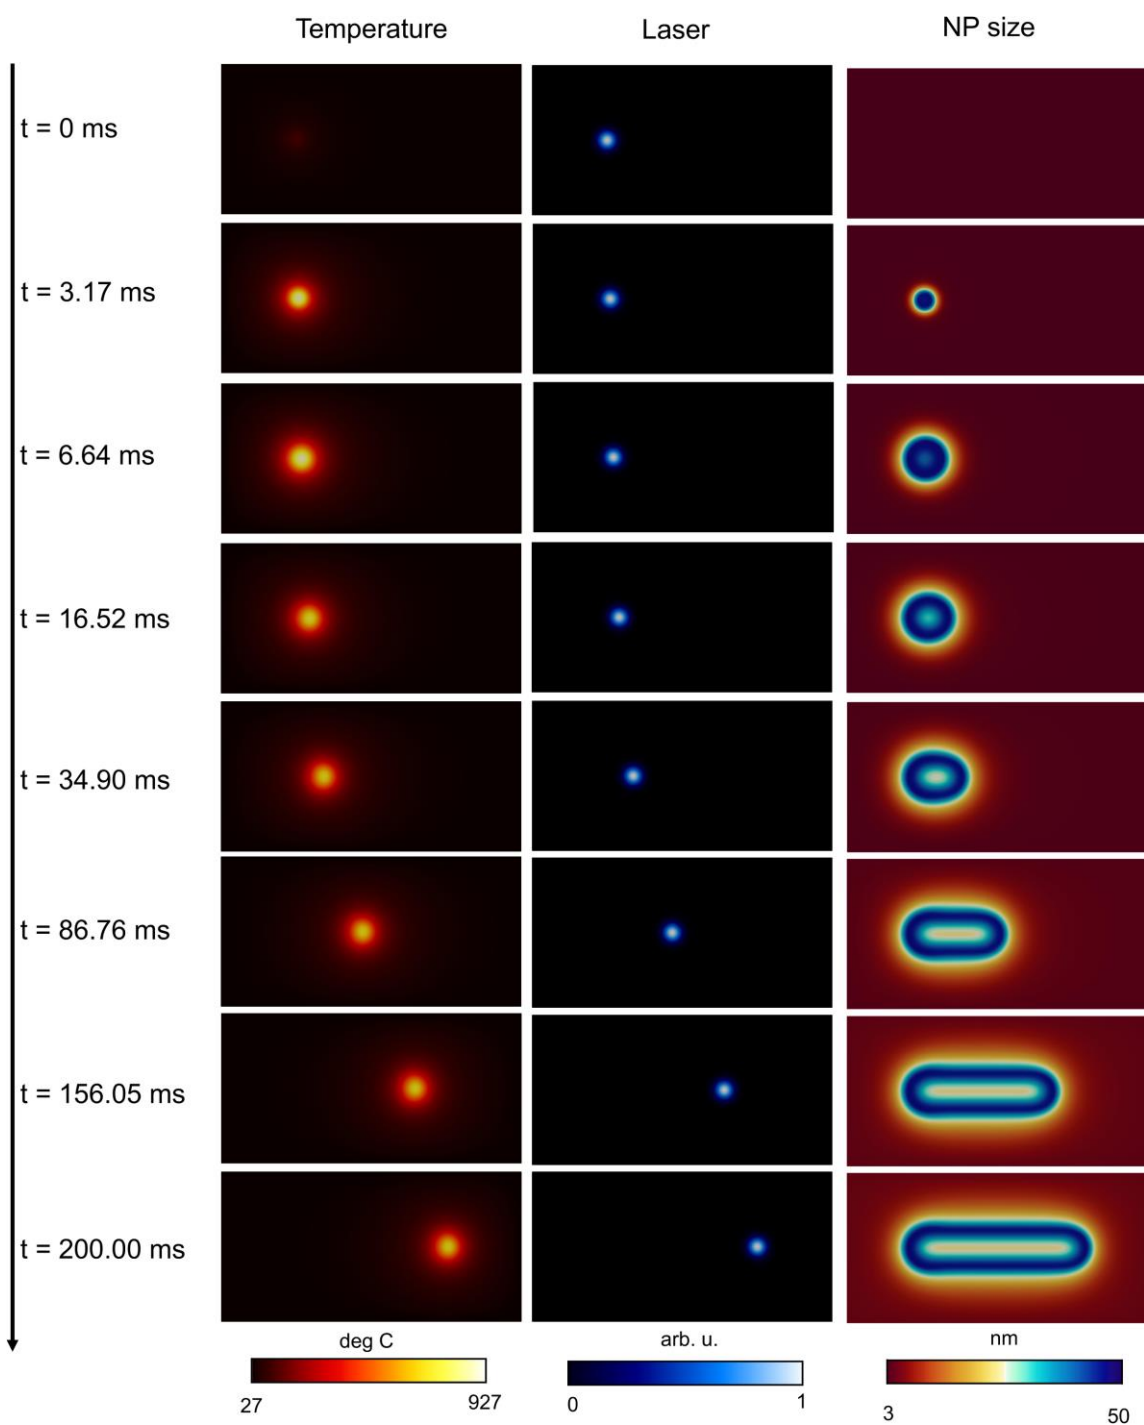 Temperature Laser NP size
t = 0 ms
t = 3.17 ms
t = 6.64 ms
t = 16.52 ms
t = 34.90 ms
t = 86.76 ms
t = 156.05 ms
t = 200.00 ms
deg C arb. u. nm
27 927 0 1 3 50